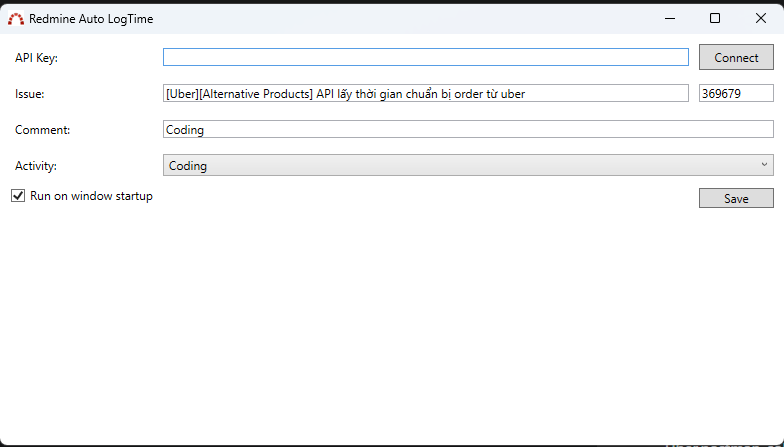 Redmine Auto LogTime
API Key: Connect
Issue: [Uber][Alternative Products] API lấy thời gian chuẩn bị order từ uber 369679
Comment: Coding
Activity: Coding
Run on window startup Save